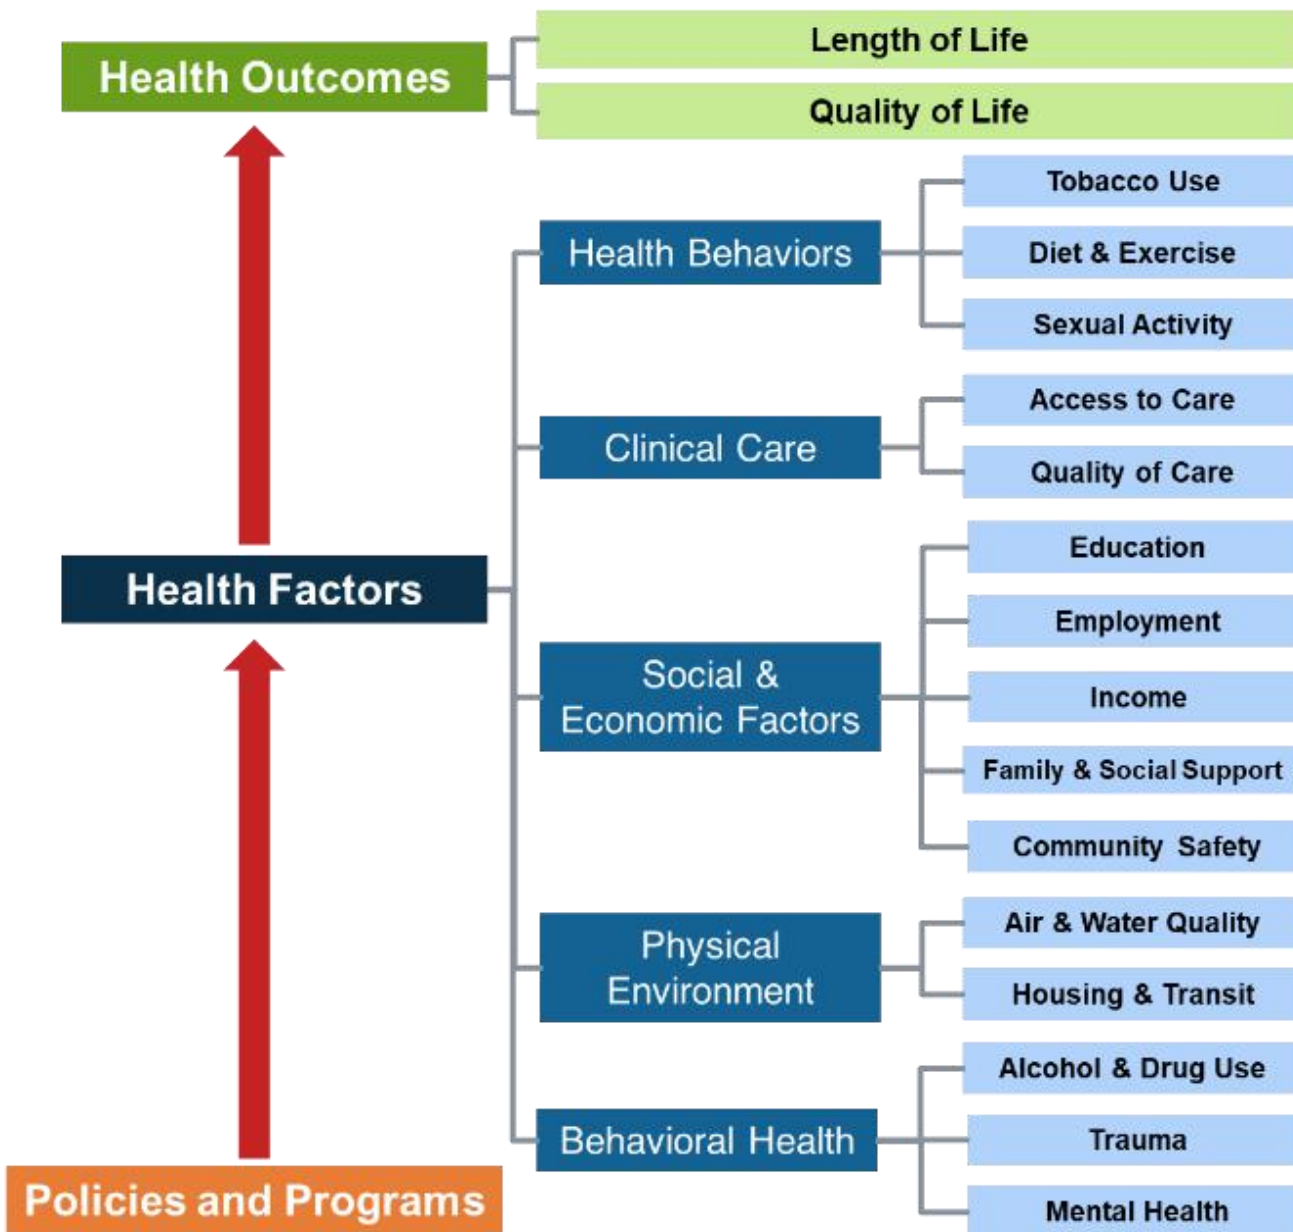 Health Outcomes
Length of Life
Quality of Life
Health Factors
Health Behaviors
Tobacco Use
Diet & Exercise
Sexual Activity
Clinical Care
Access to Care
Quality of Care
Social &
Economic Factors
Education
Employment
Income
Family & Social Support
Community Safety
Physical
Environment
Air & Water Quality
Housing & Transit
Behavioral Health
Alcohol & Drug Use
Trauma
Mental Health
Policies and Programs